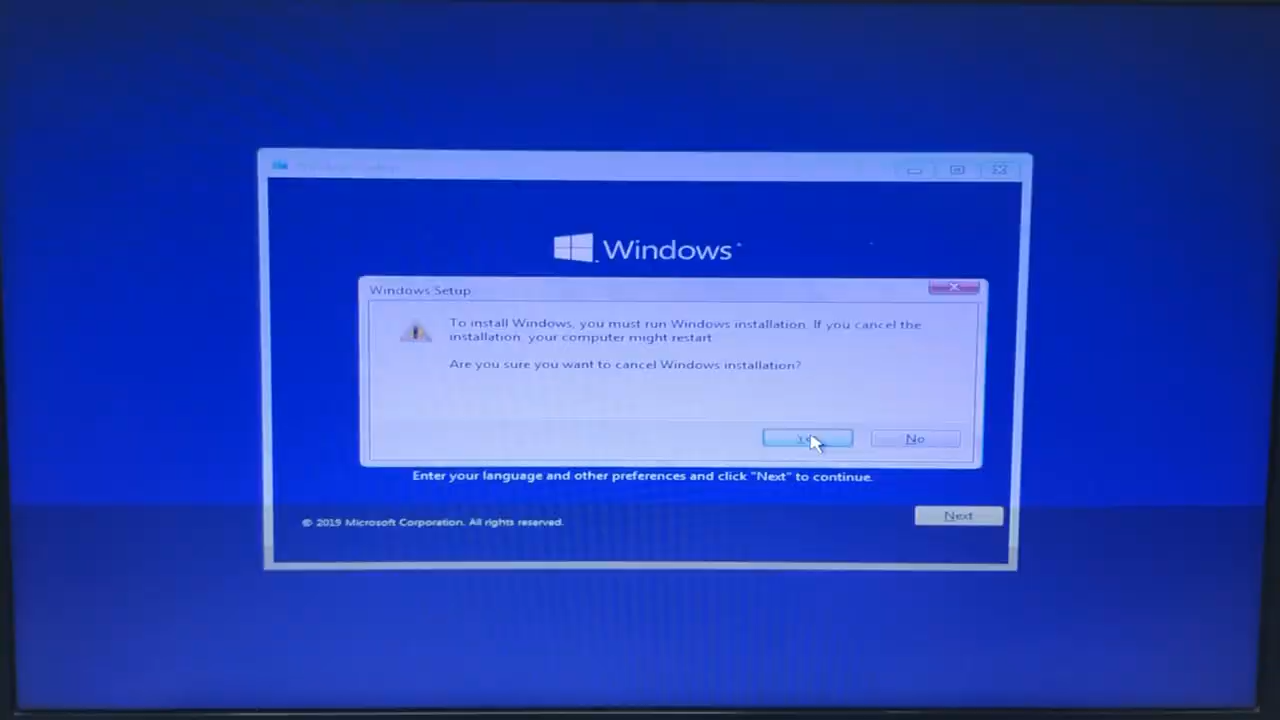 Windows
Windows Setup
To install Windows, you must run Windows installation. If you cancel the
installation, your computer might restart.
Are you sure you want to cancel Windows installation?
No
Enter your language and other preferences and click "Next" to continue.
© 2019 Microsoft Corporation. All rights reserved.
Next